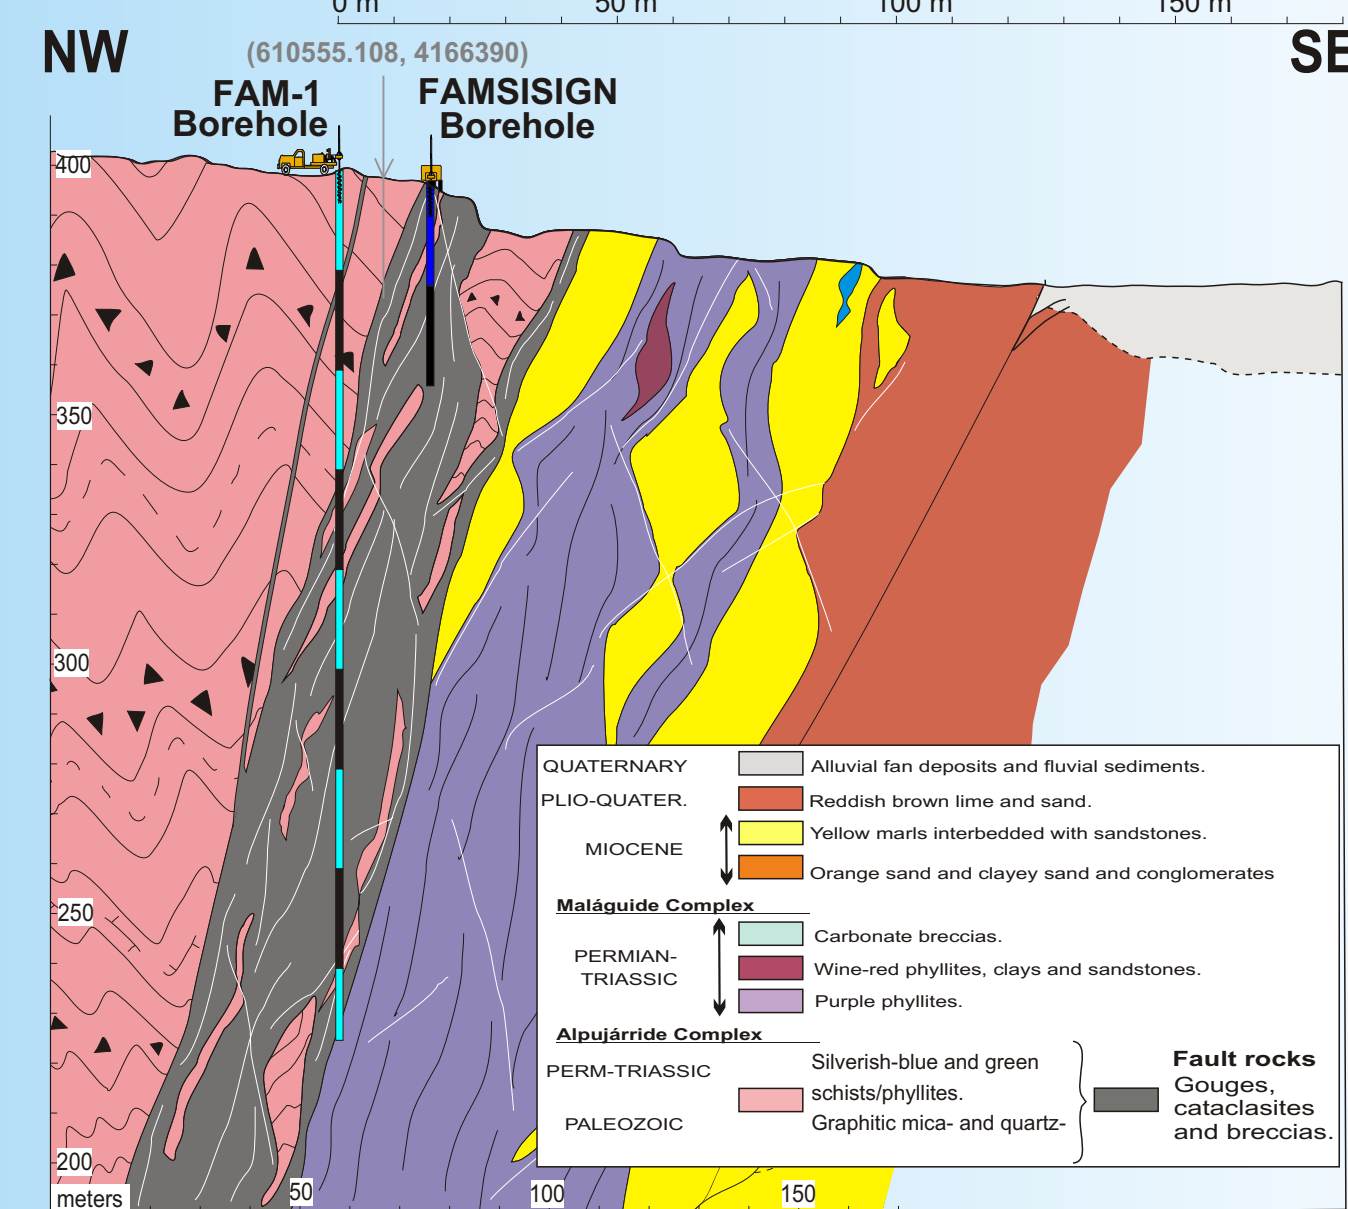 0 m 50 m 100 m 150 m
NW
SE
(610555.108, 4166390)
FAM-1
Borehole
FAMSISIGN
Borehole
400
350
300
250
200
meters
50
100
150
QUATERNARY
Alluvial fan deposits and fluvial sediments.
PLIO-QUATER.
Reddish brown lime and sand.
MIOCENE
Yellow marls interbedded with sandstones.
Orange sand and clayey sand and conglomerates
Maláguide Complex
PERMIAN-
TRIASSIC
Carbonate breccias.
Wine-red phyllites, clays and sandstones.
Purple phyllites.
Alpujárride Complex
PERM-TRIASSIC
PALEOZOIC
Silverish-blue and green
schists/phyllites.
Graphitic mica- and quartz-
Fault rocks
Gouges,
cataclasites
and breccias.